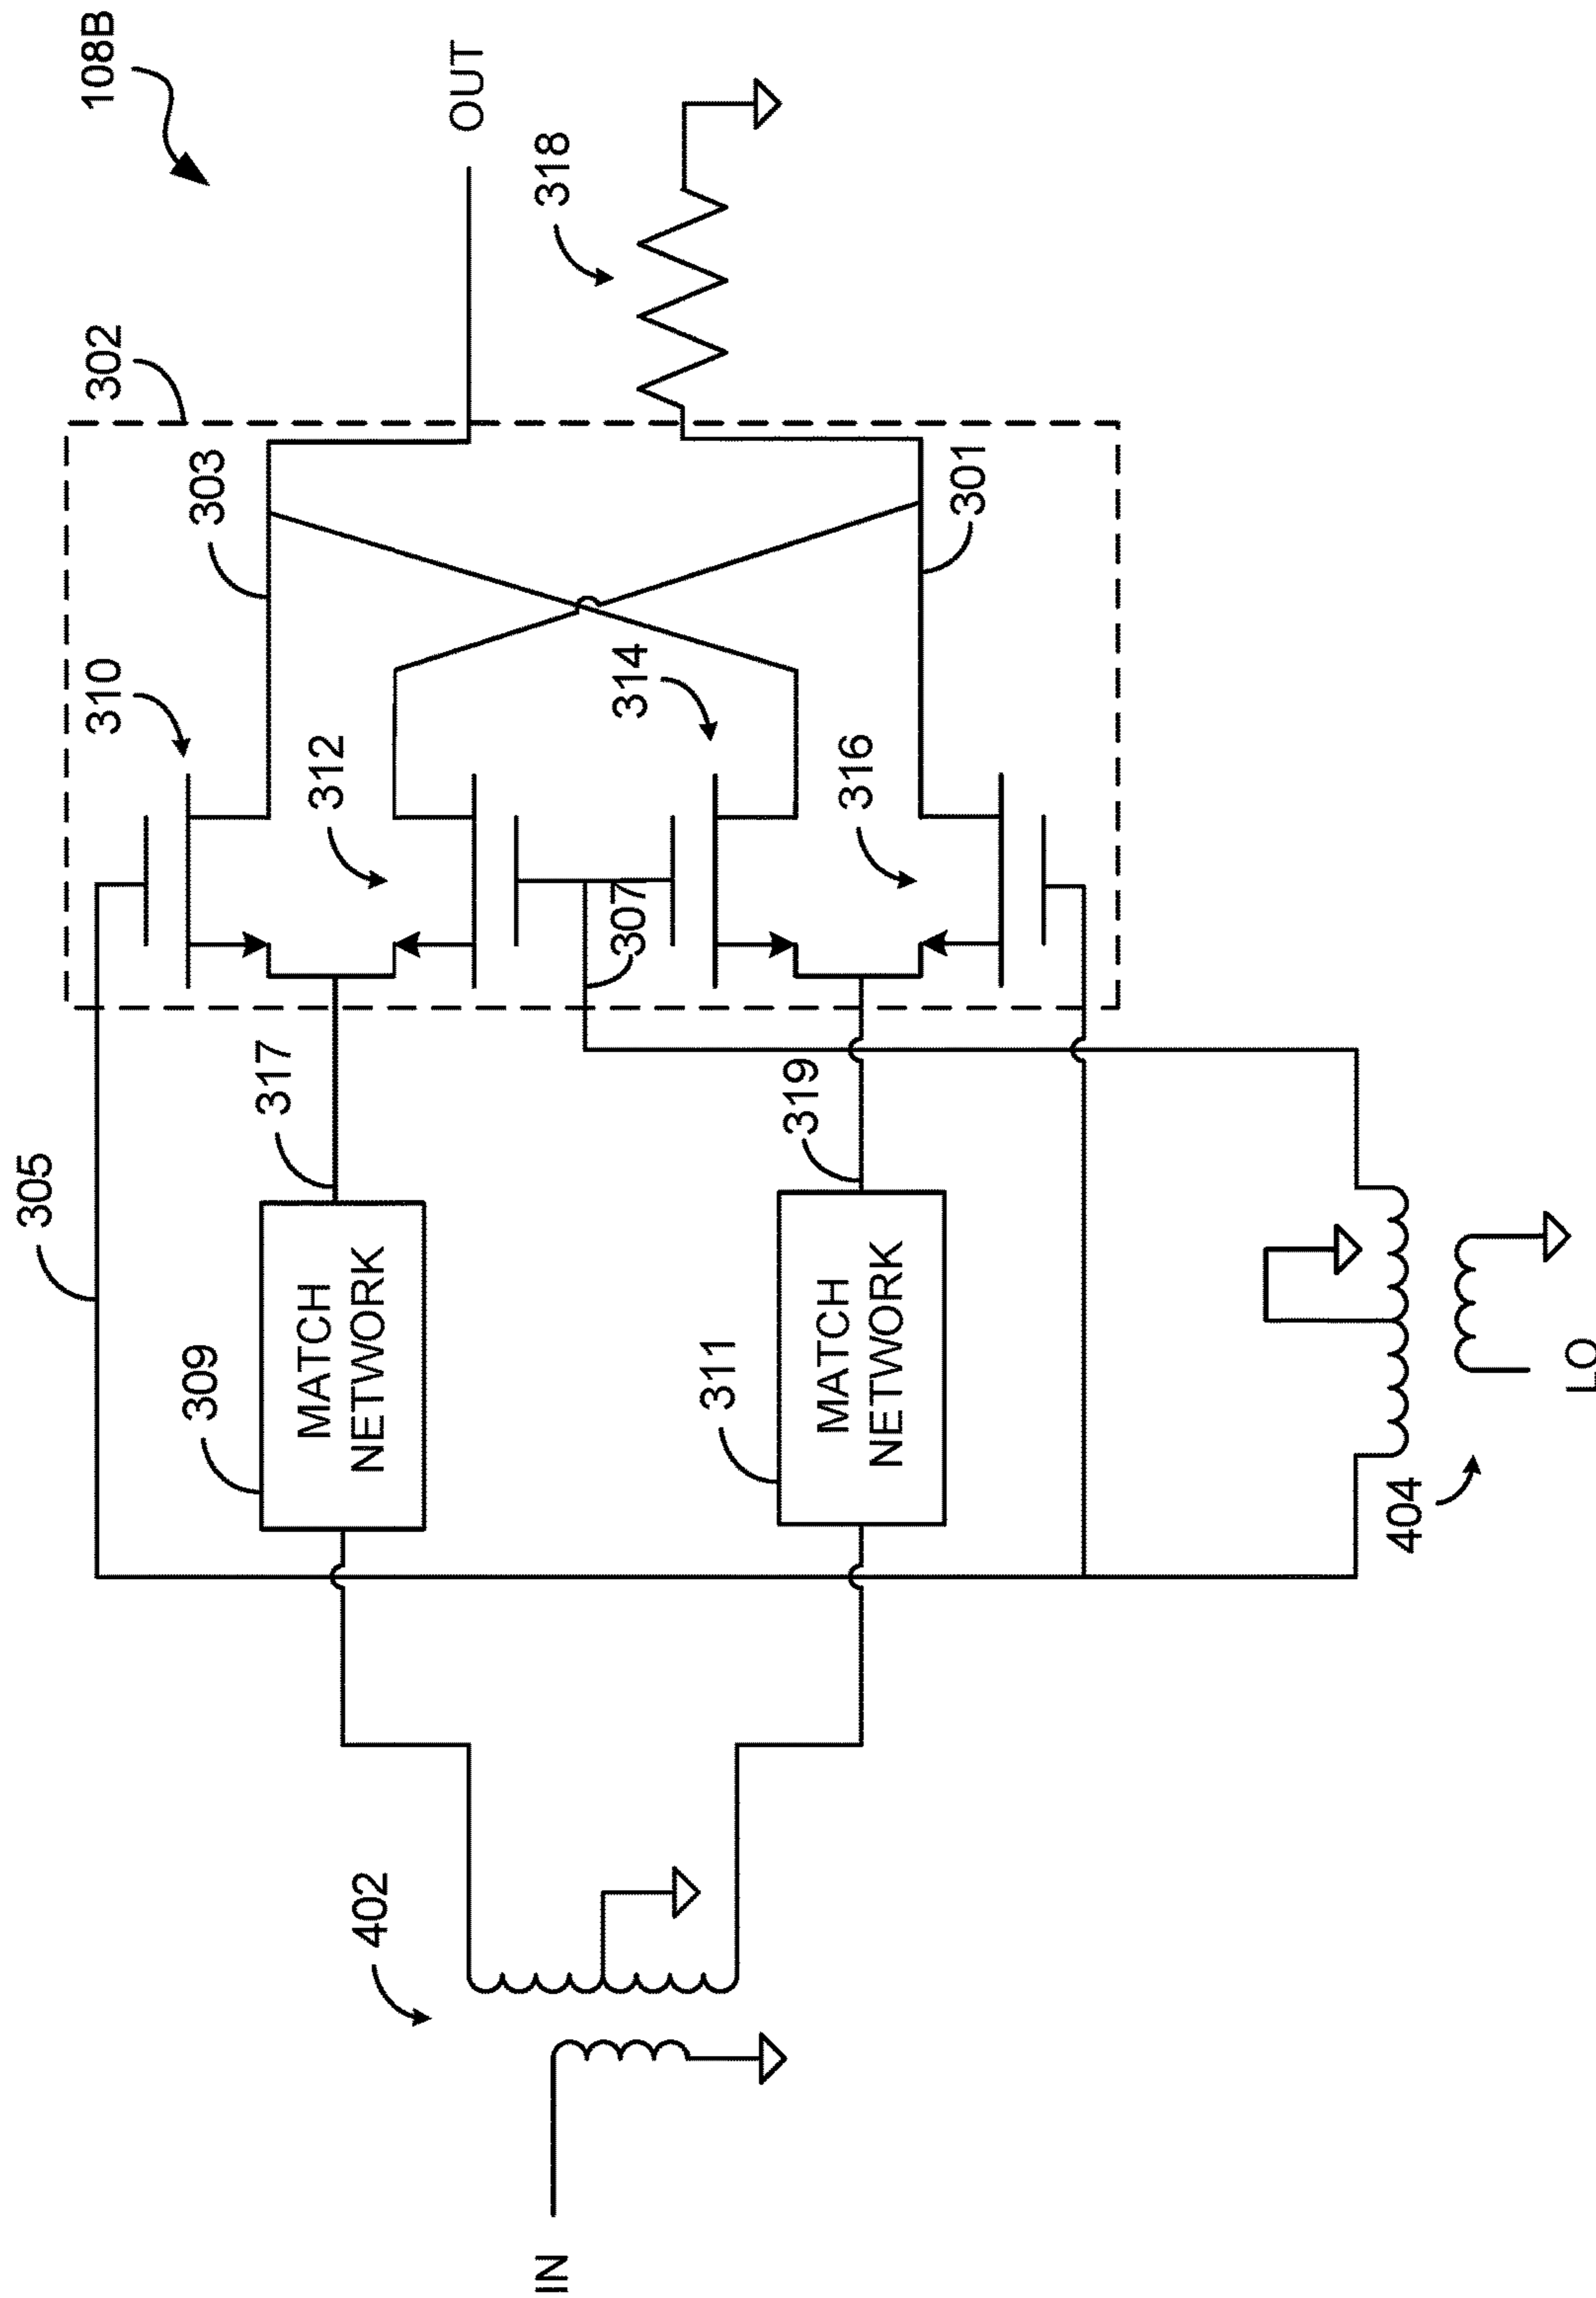 108B
302
303
310
OUT
318
301
312
314
316
307
305
317
319
309
MATCH
NETWORK
311
MATCH
NETWORK
404
LO
402
IN